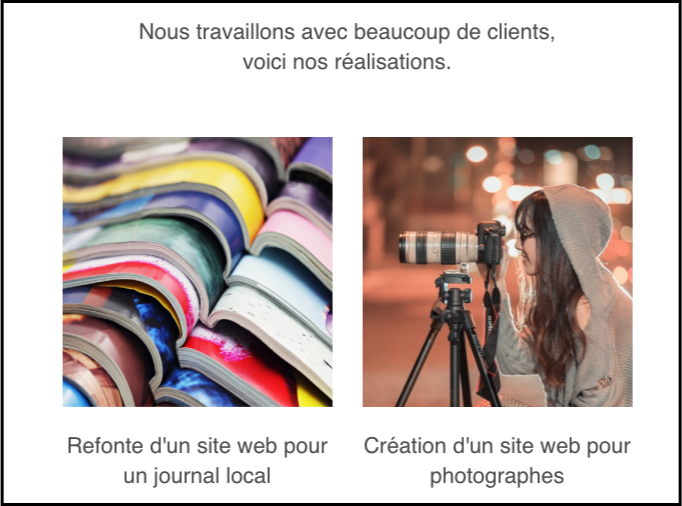 Nous travaillons avec beaucoup de clients,
voici nos réalisations.
Refonte d'un site web pour
un journal local
Création d'un site web pour
photographes